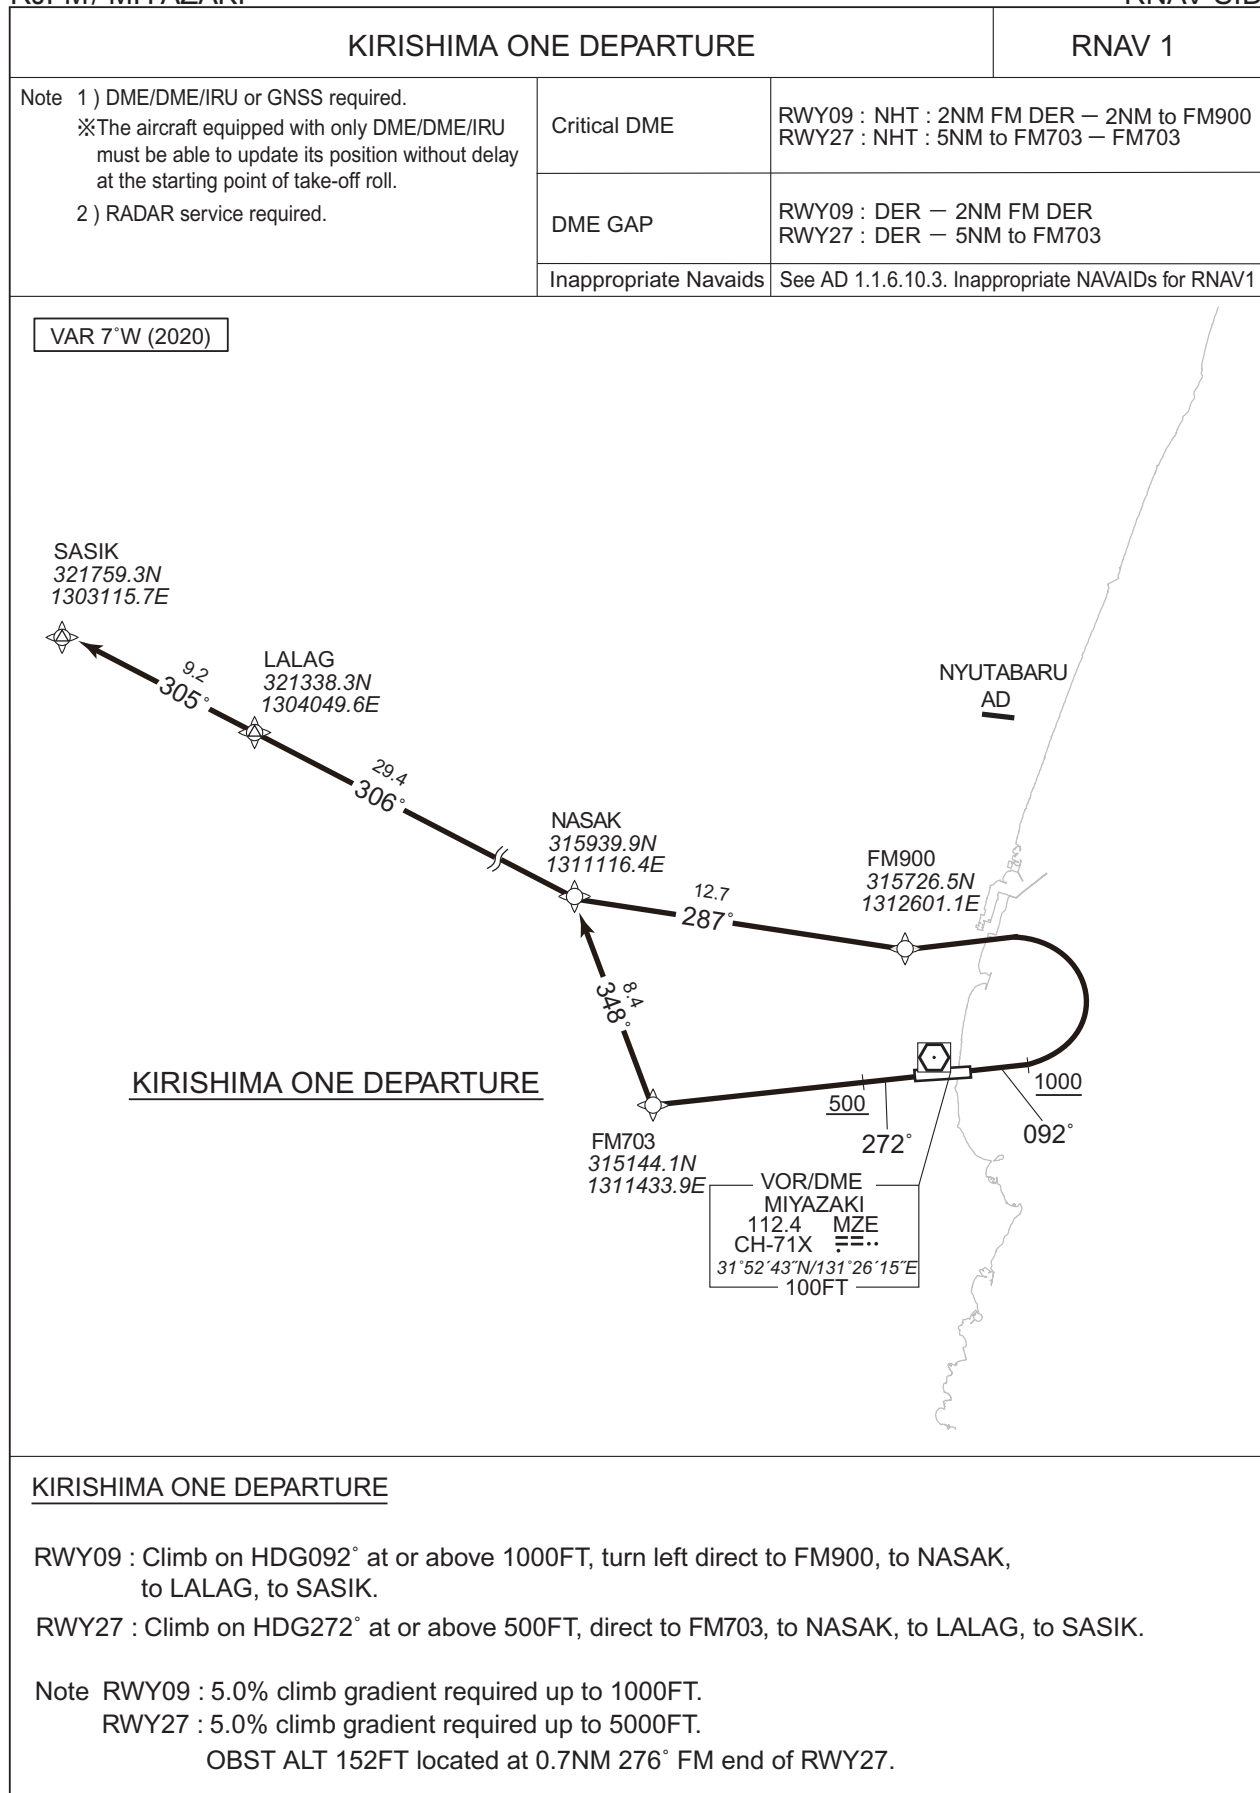 KIRISHIMA ONE DEPARTURE
RNAV 1
Note 1 ) DME/DME/IRU or GNSS required.
※The aircraft equipped with only DME/DME/IRU
must be able to update its position without delay
at the starting point of take-off roll.
2 ) RADAR service required.
Critical DME
RWY09 : NHT : 2NM FM DER － 2NM to FM900
RWY27 : NHT : 5NM to FM703 － FM703
DME GAP
RWY09 : DER － 2NM FM DER
RWY27 : DER － 5NM to FM703
Inappropriate Navaids
See AD 1.1.6.10.3. Inappropriate NAVAIDs for RNAV1
VAR 7˚W (2020)
SASIK
321759.3N
1303115.7E
9.2
305˚
LALAG
321338.3N
1304049.6E
29.4
306˚
NYUTABARU
AD
NASAK
315939.9N
1311116.4E
12.7
287˚
FM900
315726.5N
1312601.1E
8.4
348˚
KIRISHIMA ONE DEPARTURE
500
1000
272˚
092˚
FM703
315144.1N
1311433.9E
VOR/DME
MIYAZAKI
112.4 MZE
CH-71X
31˚52´43˝N/131˚26´15˝E
100FT
KIRISHIMA ONE DEPARTURE
RWY09 : Climb on HDG092˚ at or above 1000FT, turn left direct to FM900, to NASAK,
to LALAG, to SASIK.
RWY27 : Climb on HDG272˚ at or above 500FT, direct to FM703, to NASAK, to LALAG, to SASIK.
Note RWY09 : 5.0% climb gradient required up to 1000FT.
RWY27 : 5.0% climb gradient required up to 5000FT.
OBST ALT 152FT located at 0.7NM 276˚ FM end of RWY27.